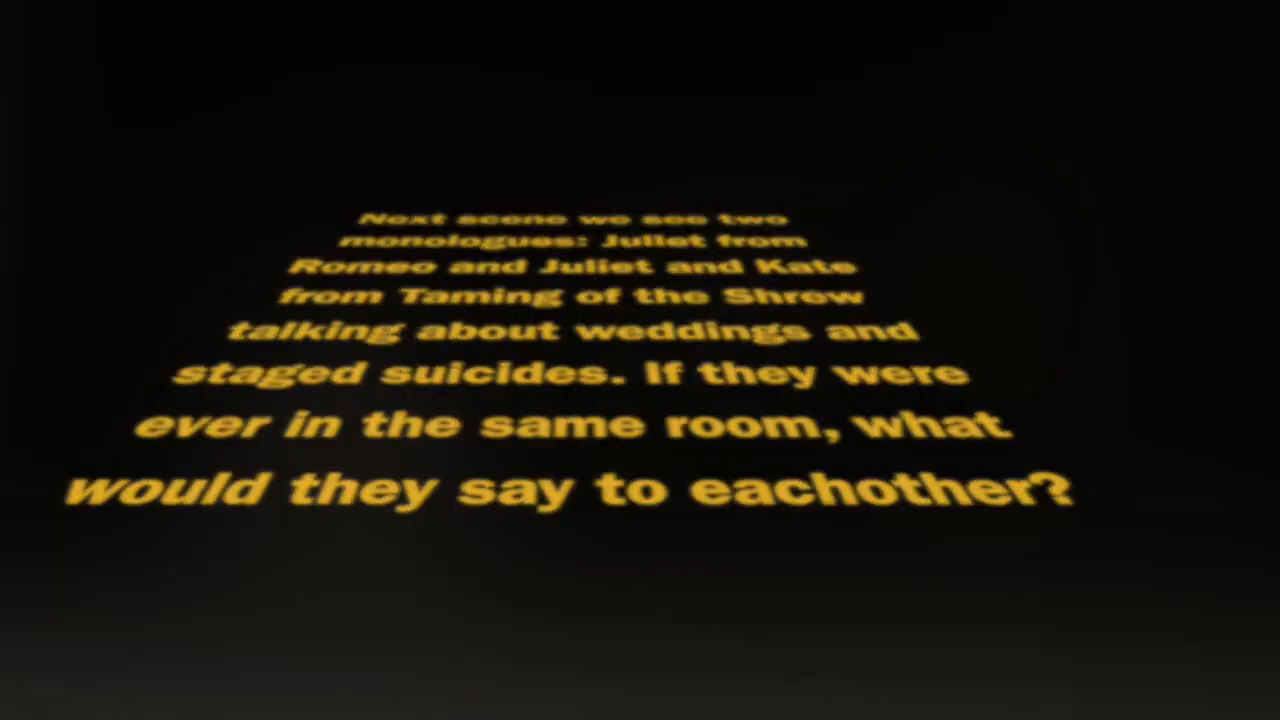 Next scene we see two
monologues: Juliet from
Romeo and Juliet and Kate
from Taming of the Shrew
talking about weddings and
staged suicides. If they were
ever in the same room, what
would they say to eachother?